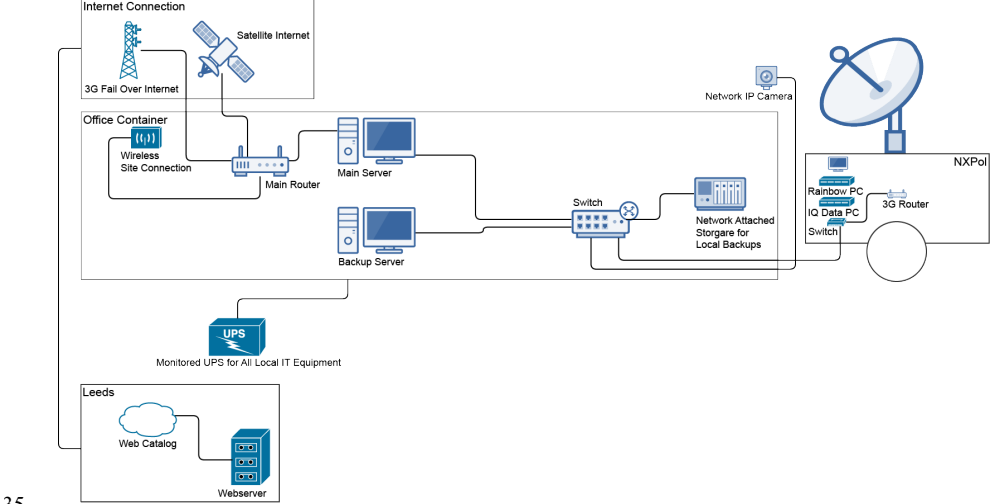 Internet Connection
Satellite Internet
3G Fail Over Internet
Network IP Camera
Office Container
Wireless
Site Connection
Main Router
Main Server
Backup Server
Switch
Network Attached
Storgare for
Local Backups
NXPol
Rainbow PC
IQ Data PC
3G Router
Switch
UPS
Monitored UPS for All Local IT Equipment
Leeds
Web Catalog
Webserver